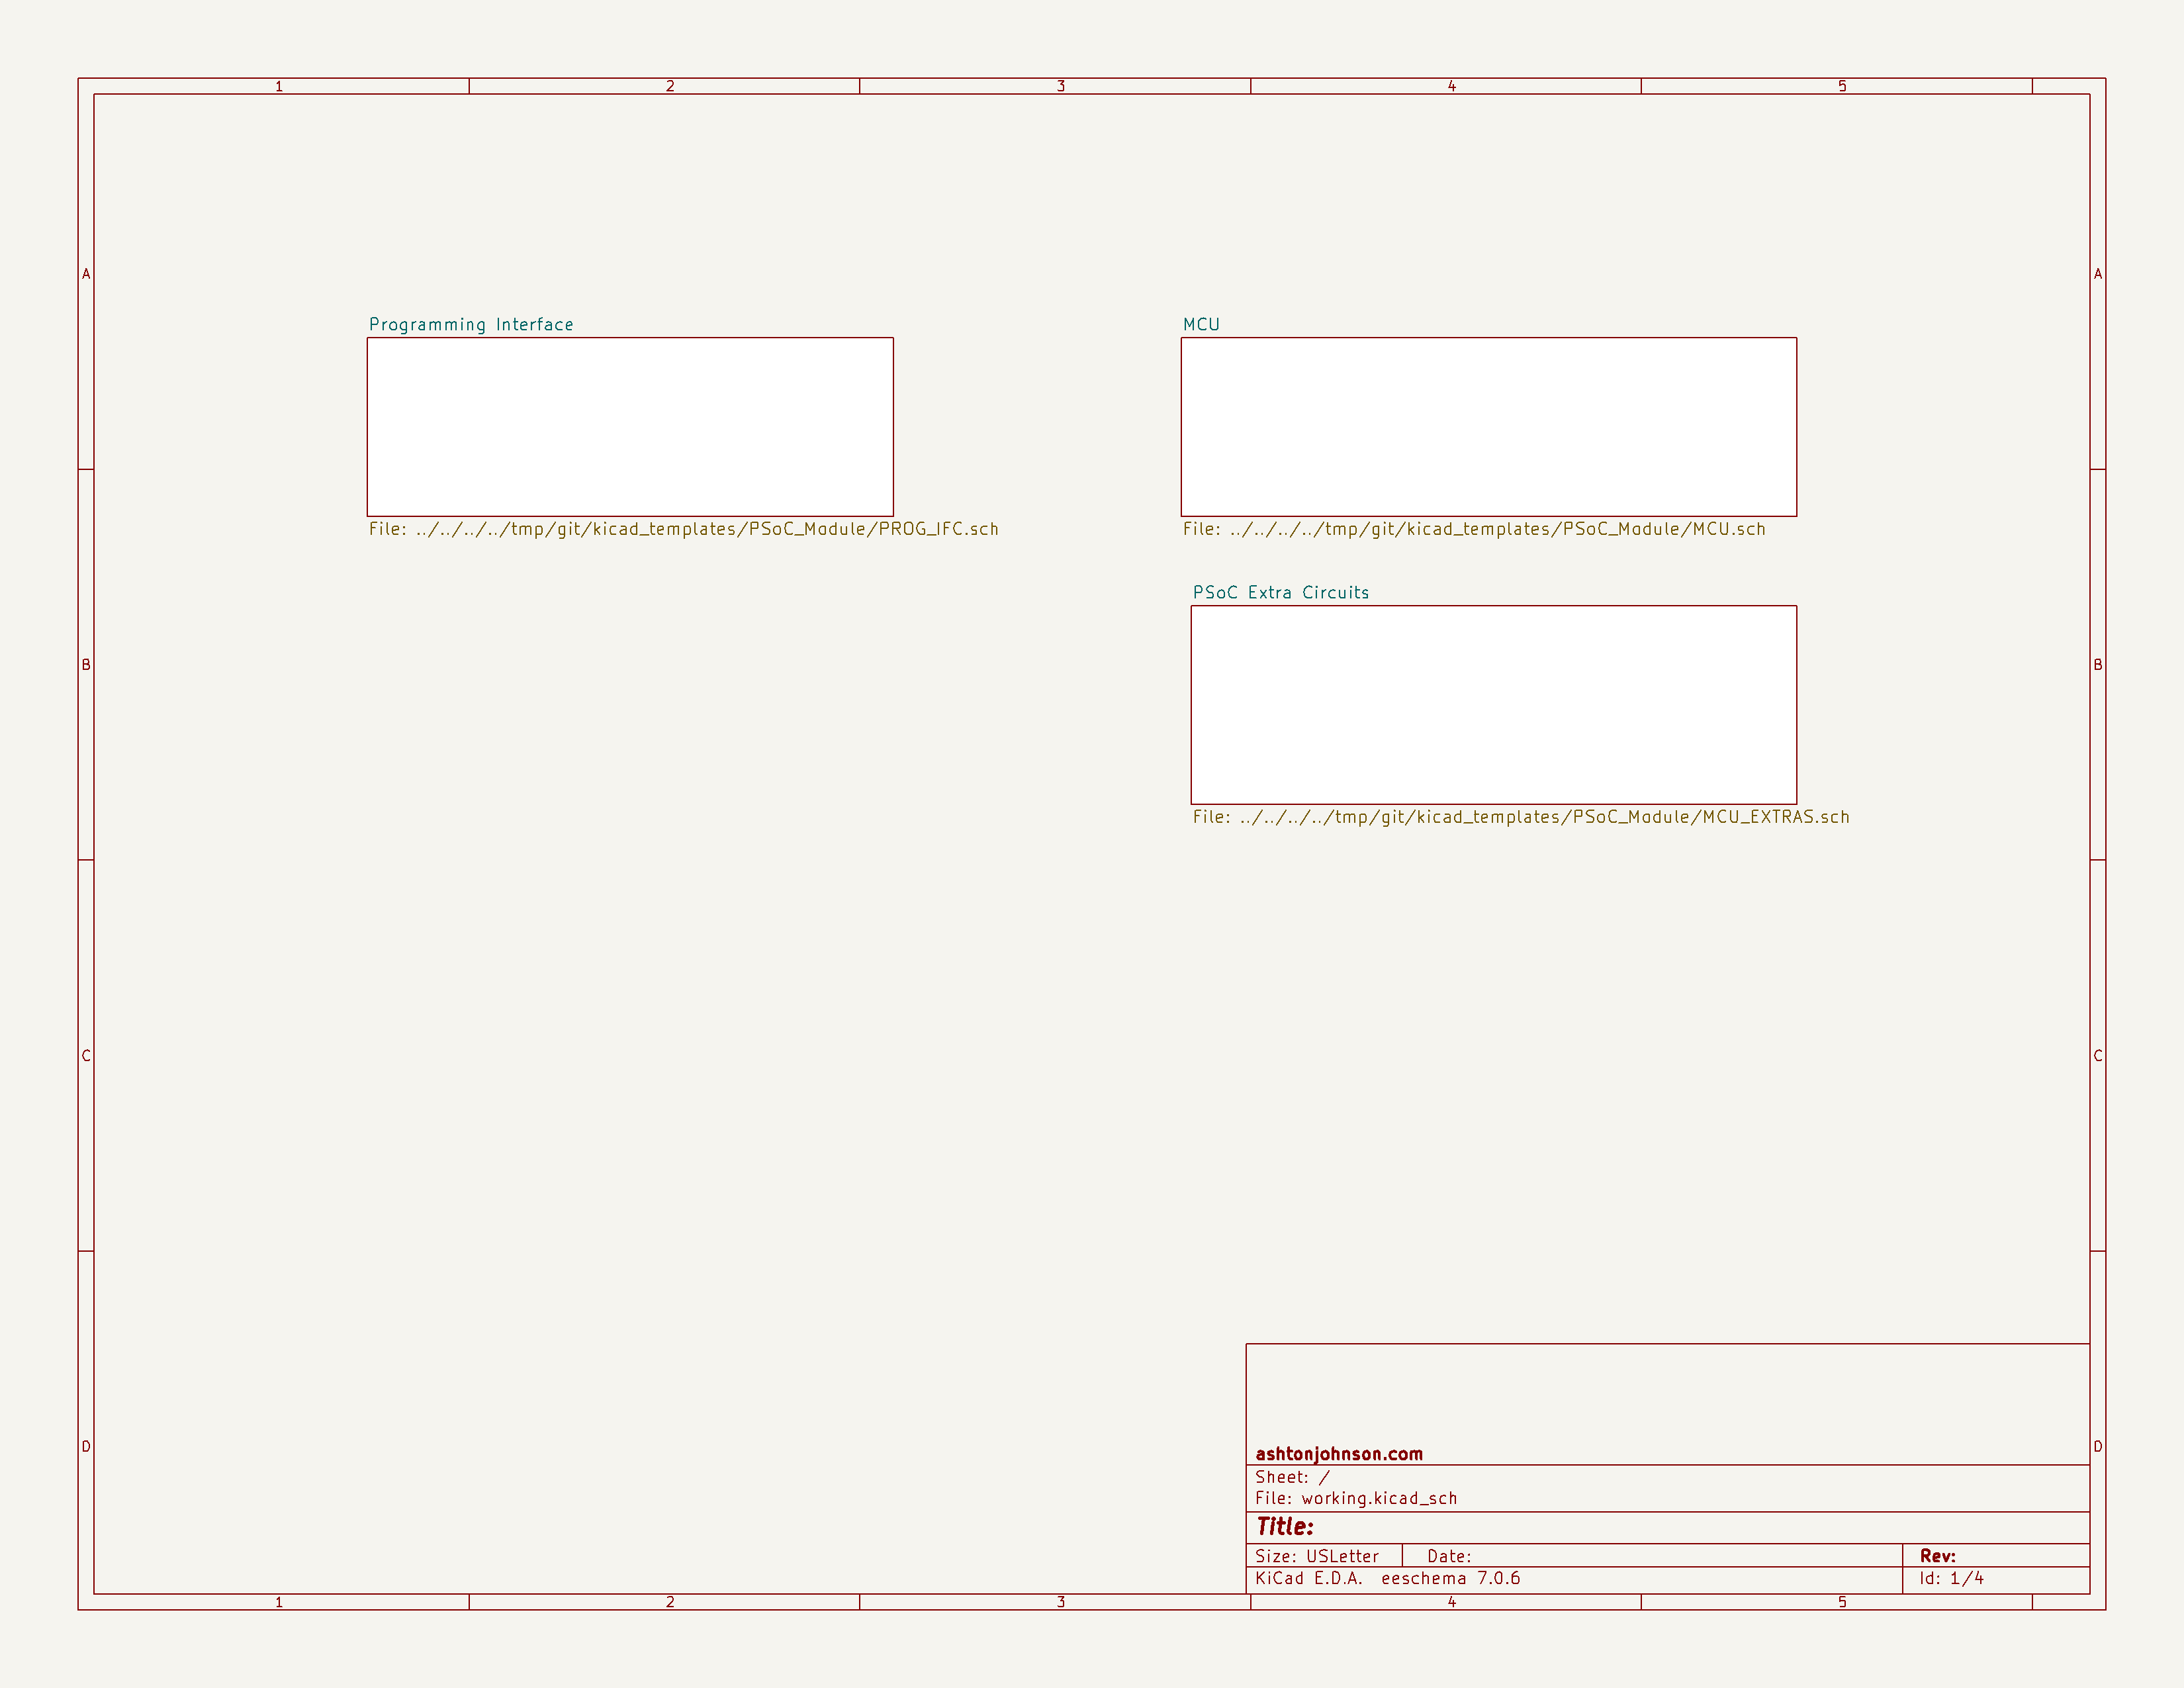 1 2 3 4 5
A A
Programming Interface MCU
File: ../../../../tmp/git/kicad_templates/PSoC_Module/PROG_IFC.sch File: ../../../../tmp/git/kicad_templates/PSoC_Module/MCU.sch
PSoC Extra Circuits
B B
File: ../../../../tmp/git/kicad_templates/PSoC_Module/MCU_EXTRAS.sch
C C
D D
ashtonjohnson.com
Sheet: /
File: working.kicad_sch
Title:
Size: USLetter Date: Rev:
KiCad E.D.A. eeschema 7.0.6 Id: 1/4
1 2 3 4 5